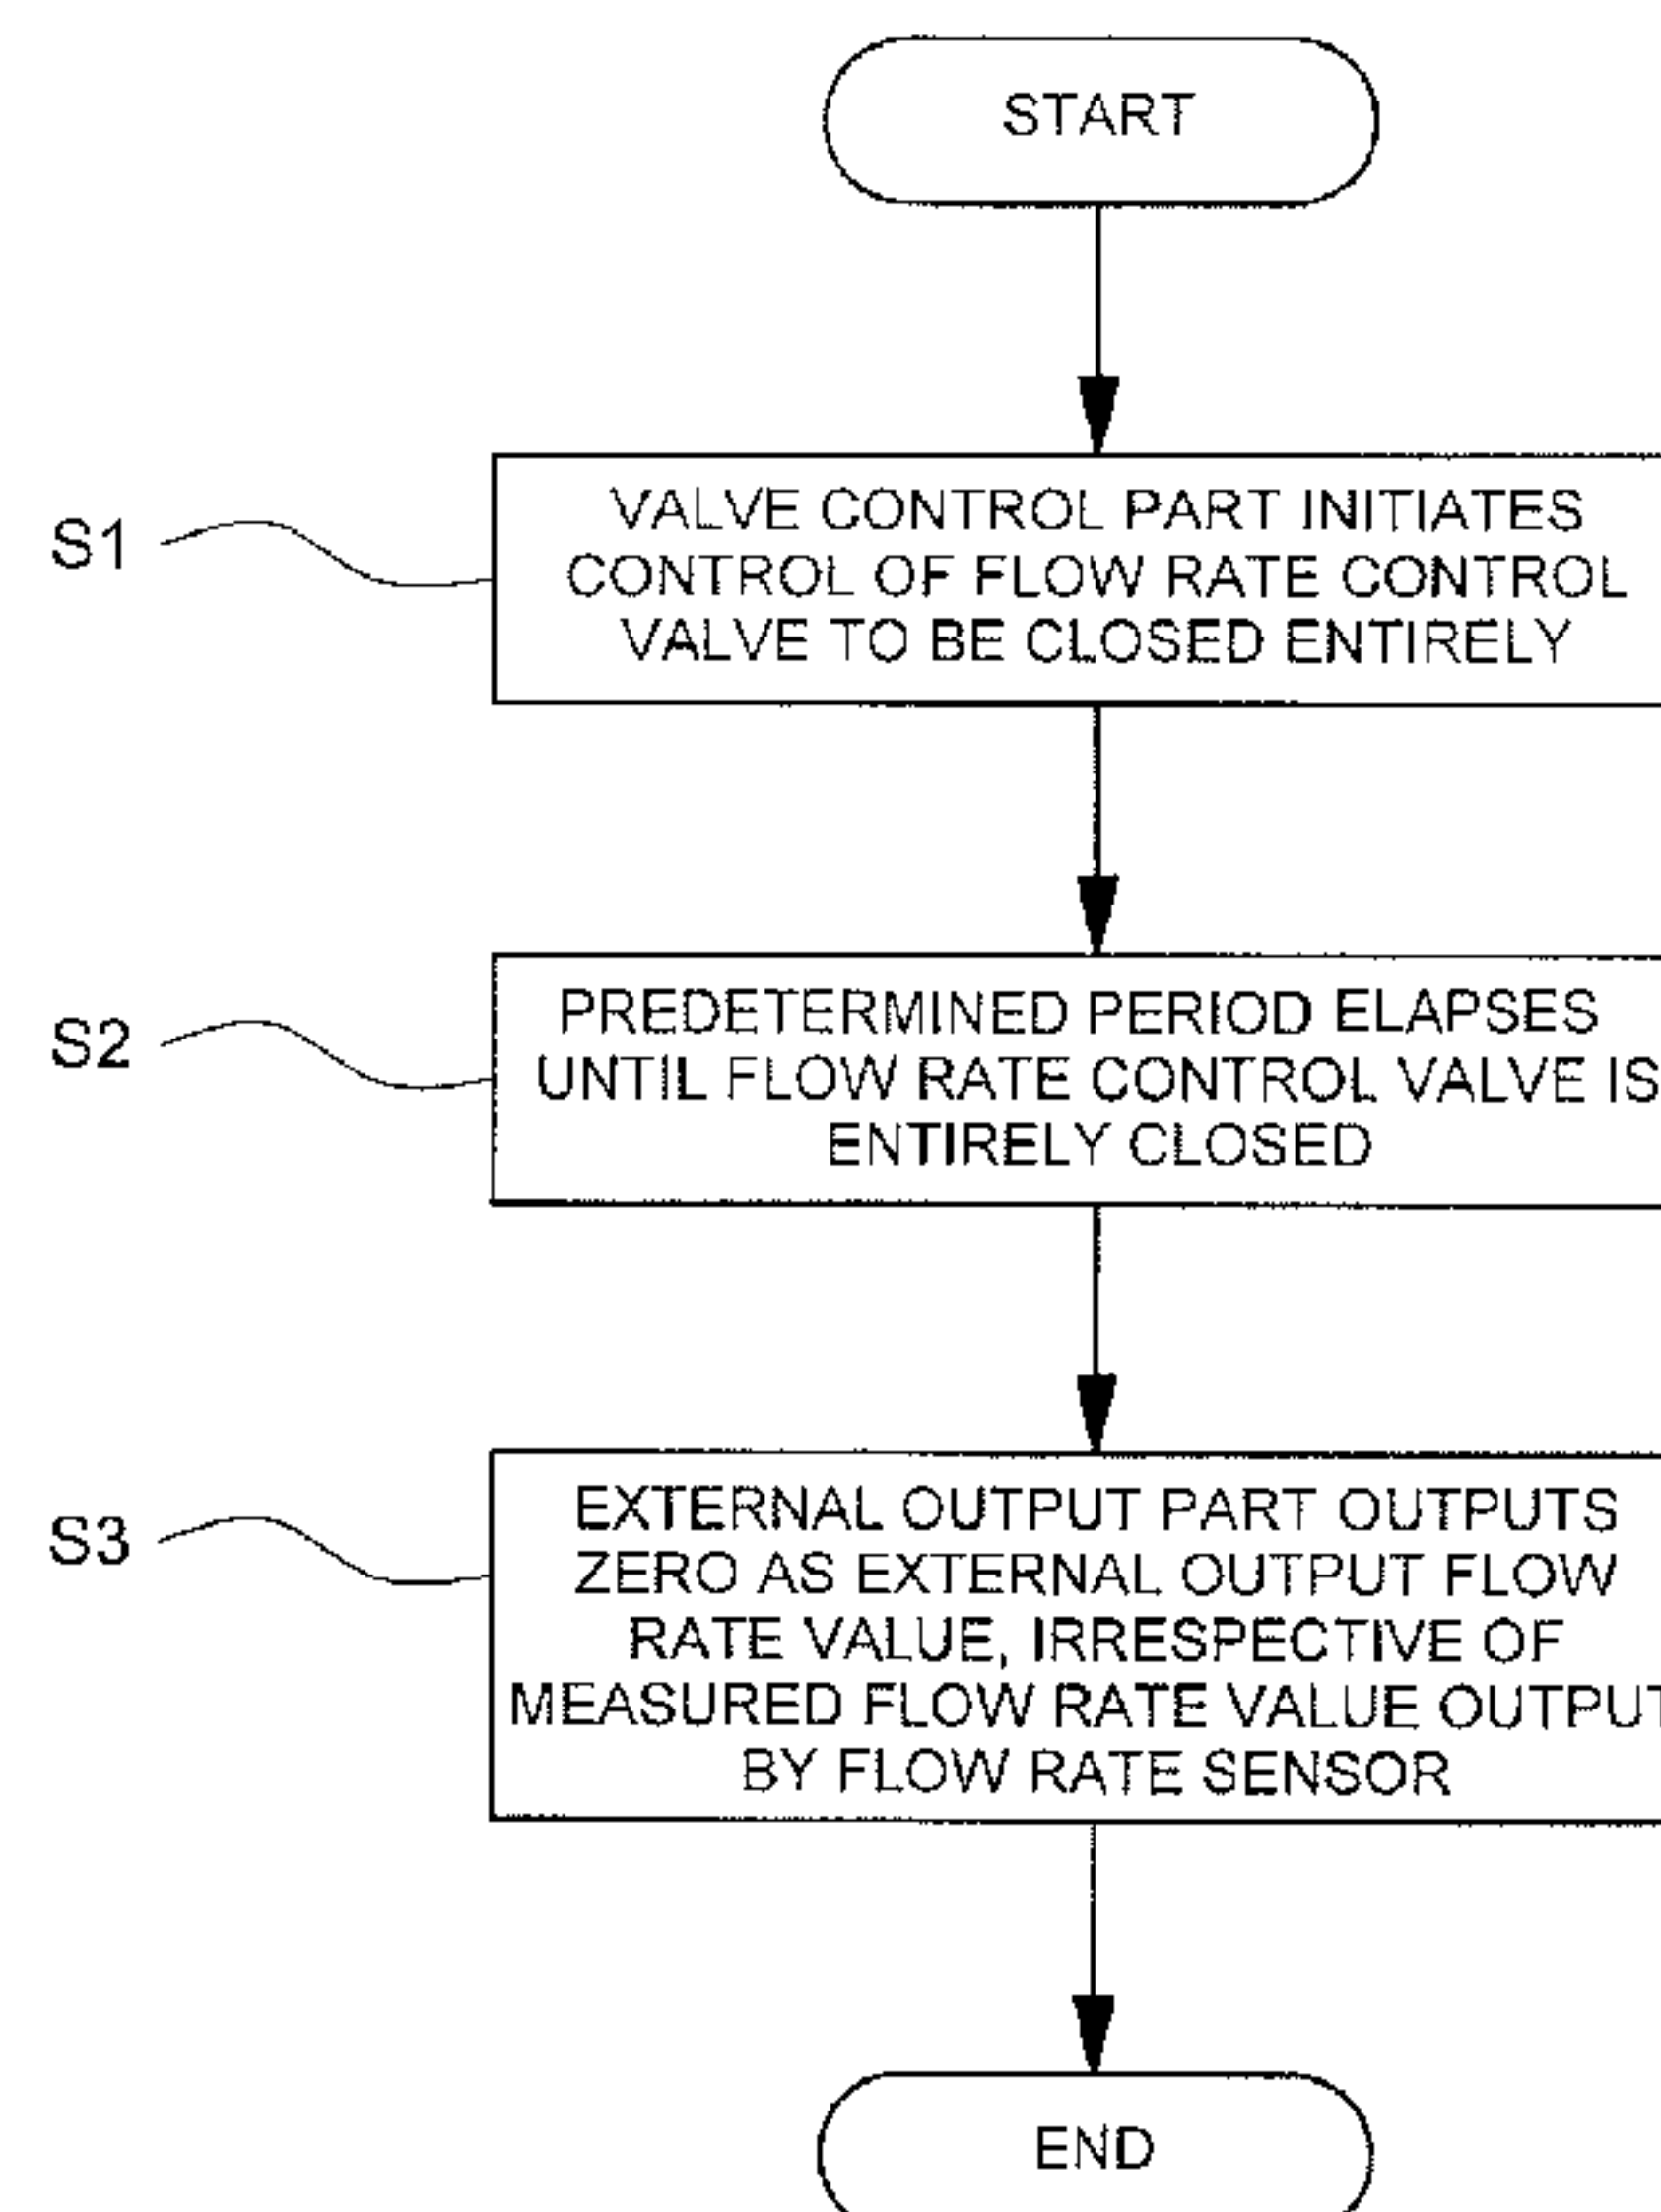 START
S1
VALVE CONTROL PART INITIATES
CONTROL OF FLOW RATE CONTROL
VALVE TO BE CLOSED ENTIRELY
S2
PREDETERMINED PERIOD ELAPSES
UNTIL FLOW RATE CONTROL VALVE IS
ENTIRELY CLOSED
S3
EXTERNAL OUTPUT PART OUTPUTS
ZERO AS EXTERNAL OUTPUT FLOW
RATE VALUE, IRRESPECTIVE OF
MEASURED FLOW RATE VALUE OUTPUT
BY FLOW RATE SENSOR
END